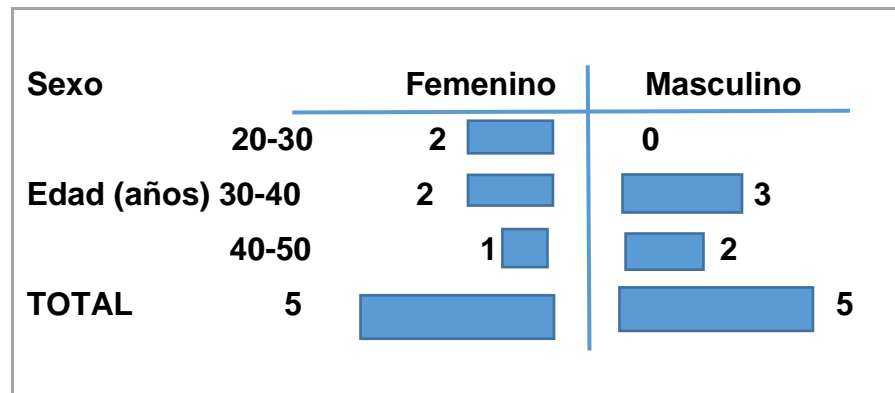 Sexo Femenino Masculino
20-30 2 0
Edad (años) 30-40 2 3
40-50 1 2
TOTAL 5 5